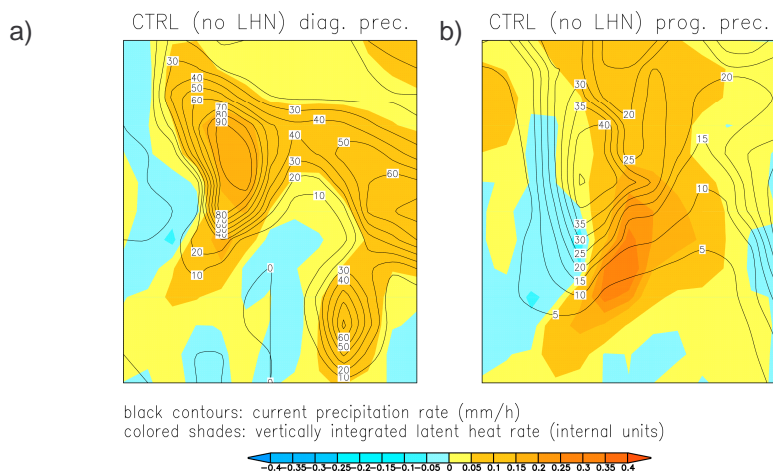 a) CTRL (no LHN) diag. prec. b) CTRL (no LHN) prog. prec.
30 40 50 60 70 80 90 30 40 30 20 10 40 50 60
80 40 20 10 0 30 40 60 50 20 10 0
30 35 40 20 25 20 15 10 5
35 30 25 20 15 10 5
black contours: current precipitation rate (mm/h)
colored shades: vertically integrated latent heat rate (internal units)
-0.4 -0.35 -0.3 -0.25 -0.2 -0.15 -0.1 -0.05 0 0.05 0.1 0.15 0.2 0.25 0.3 0.35 0.4